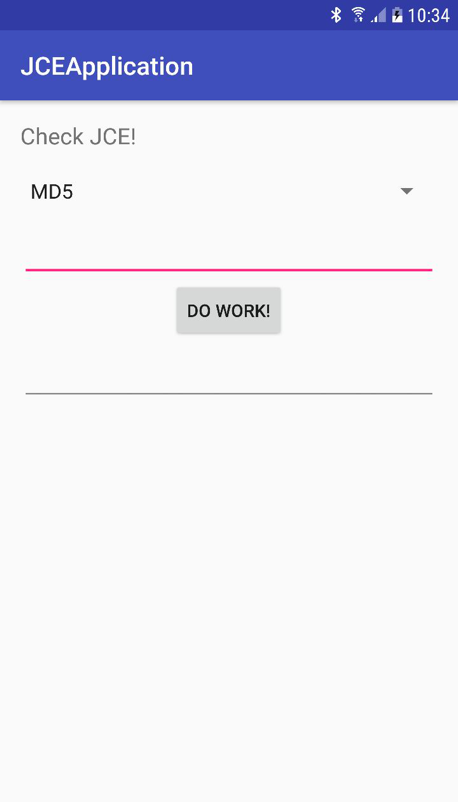 10:34
JCEApplication
Check JCE!
MD5
DO WORK!